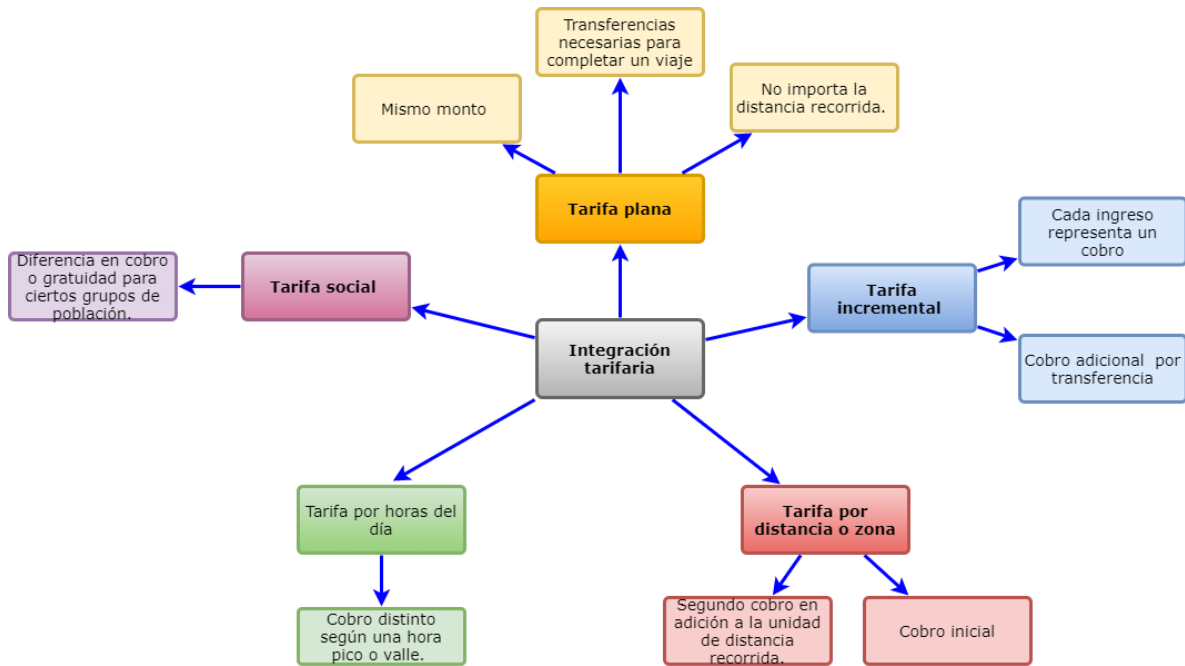 Transferencias
necesarias para
completar un viaje
Mismo monto
No importa la
distancia recorrida.
Tarifa plana
Cada ingreso
representa un
cobro
Diferencia en cobro
o gratuidad para
ciertos grupos de
población.
Tarifa social
Tarifa
incremental
Integración
tarifaria
Cobro adicional por
transferencia
Tarifa por horas del
día
Tarifa por
distancia o zona
Cobro distinto
según una hora
pico o valle.
Segundo cobro en
adición a la unidad
de distancia
recorrida.
Cobro inicial